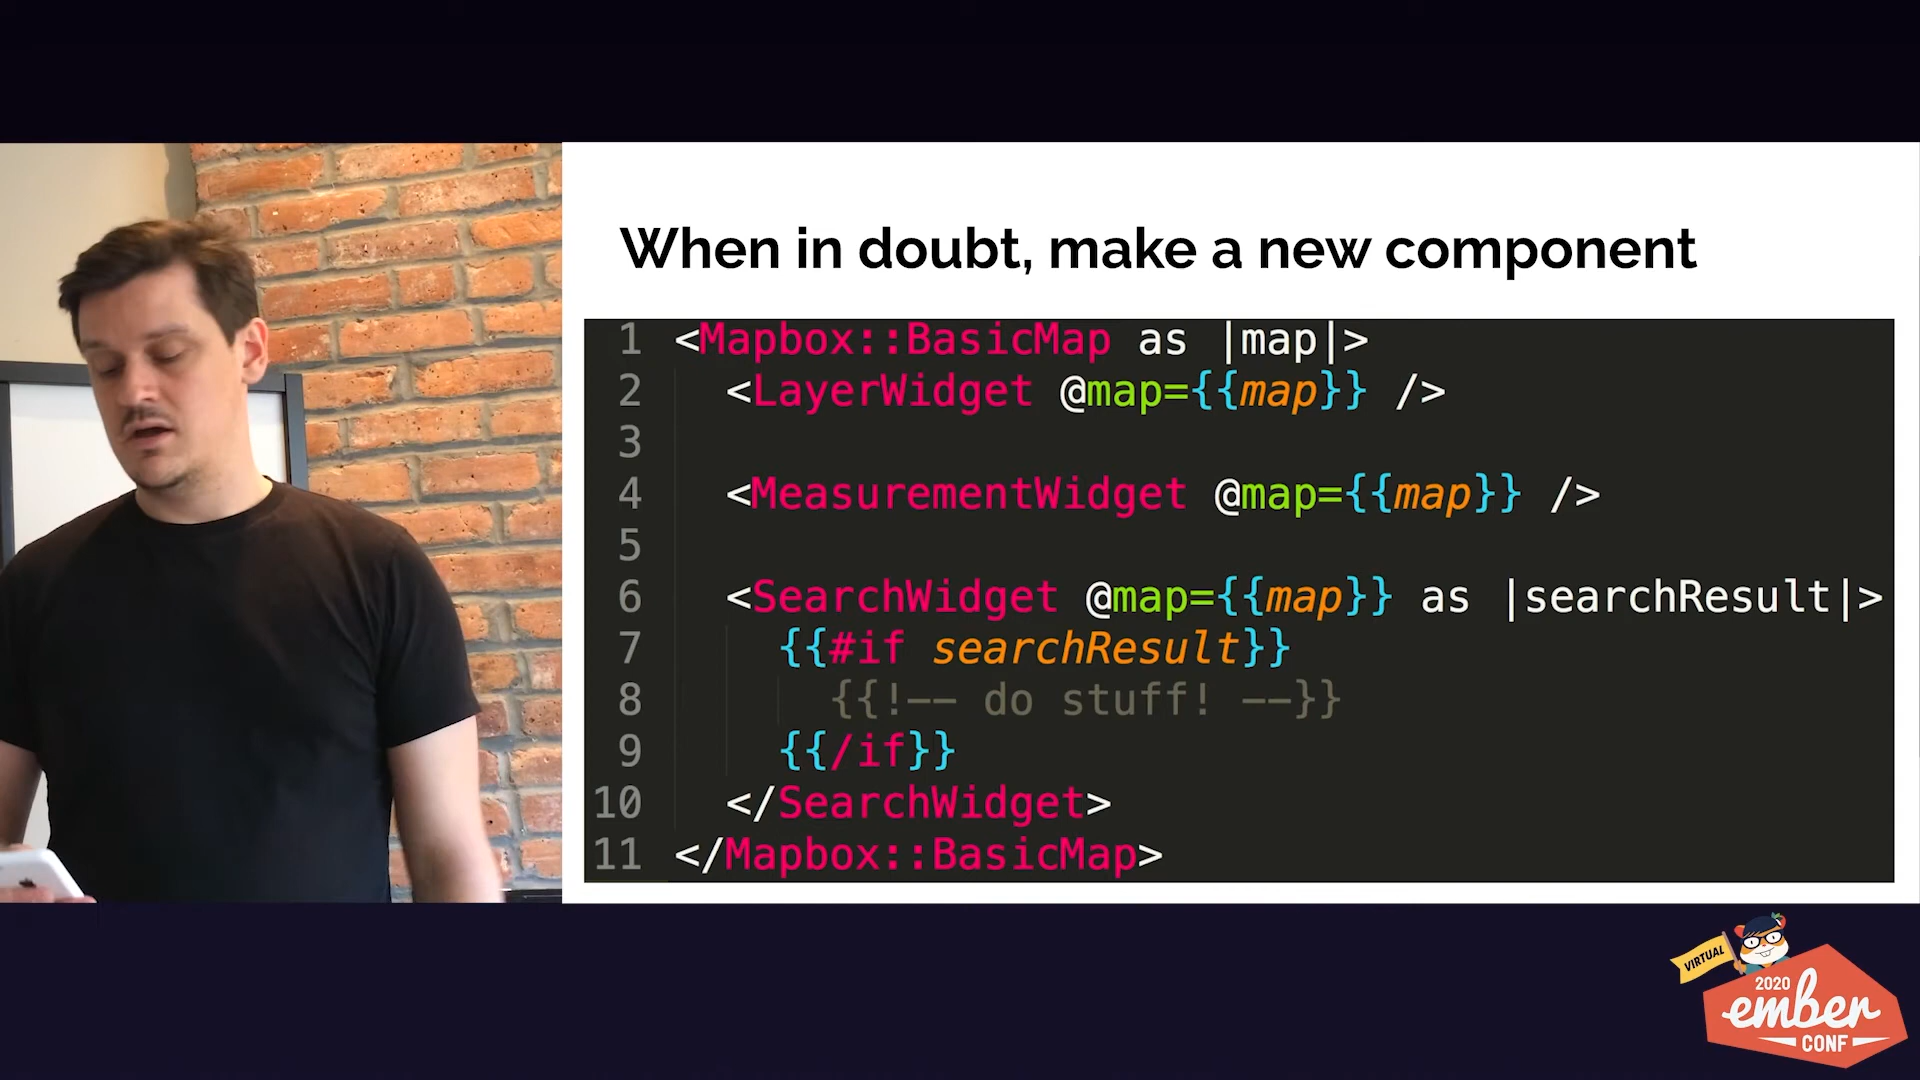 When in doubt, make a new component
1 <Mapbox::BasicMap as |map|>
2 <LayerWidget @map={{map}} />
3
4 <MeasurementWidget @map={{map}} />
5
6 <SearchWidget @map={{map}} as |searchResult|>
7 {{#if searchResult}}
8 {{!-- do stuff! --}}
9 {{/if}}
10 </SearchWidget>
11 </Mapbox::BasicMap>
VIRTUAL
2020
ember
CONF